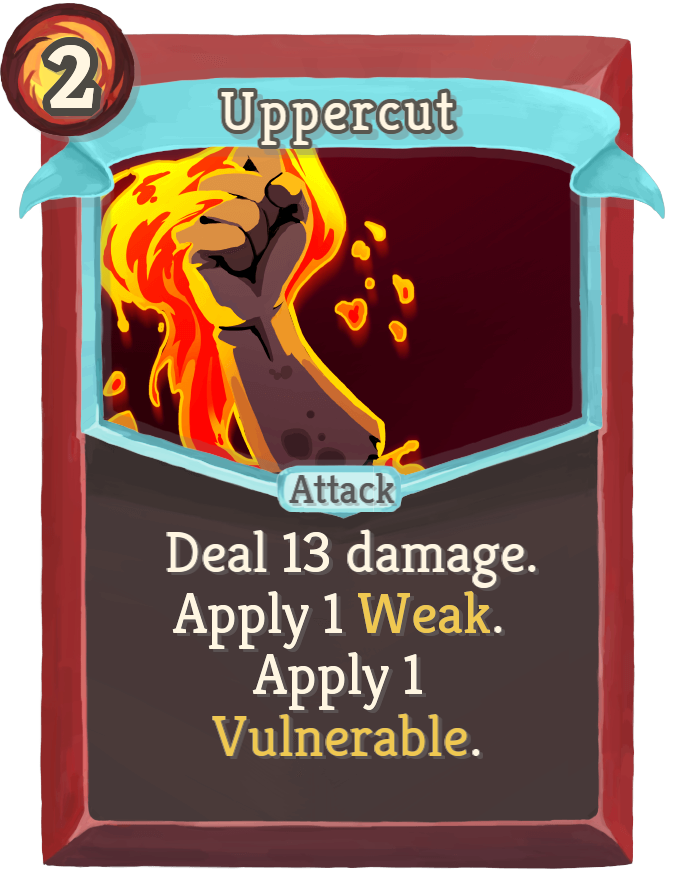 2
Uppercut
Attack
Deal 13 damage.
Apply 1 Weak.
Apply 1
Vulnerable.